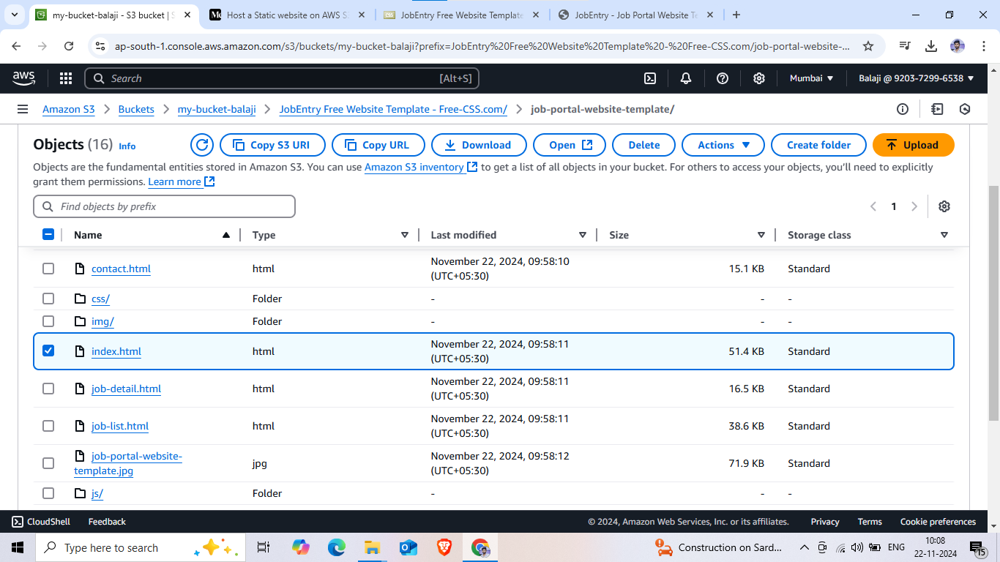 my-bucket-balaji - S3 bucket | S
Host a Static website on AWS S
JobEntry Free Website Template
JobEntry - Job Portal Website Te
ap-south-1.console.aws.amazon.com/s3/buckets/my-bucket-balaji?prefix=JobEntry%20Free%20Website%20Template%20-%20Free-CSS.com/job-portal-website-...
aws
Search [Alt+S]
Mumbai
Balaji @ 9203-7299-6538
Amazon S3
Buckets
my-bucket-balaji
JobEntry Free Website Template - Free-CSS.com/
job-portal-website-template/
Objects (16) Info
Copy S3 URI
Copy URL
Download
Open
Delete
Actions
Create folder
Upload
Objects are the fundamental entities stored in Amazon S3. You can use Amazon S3 inventory to get a list of all objects in your bucket. For others to access your objects, you'll need to explicitly
grant them permissions. Learn more
Find objects by prefix
1
Name Type Last modified Size Storage class
contact.html html November 22, 2024, 09:58:10 15.1 KB Standard
(UTC+05:30)
css/ Folder - - -
img/ Folder - - -
index.html html November 22, 2024, 09:58:11 51.4 KB Standard
(UTC+05:30)
job-detail.html html November 22, 2024, 09:58:11 16.5 KB Standard
(UTC+05:30)
job-list.html html November 22, 2024, 09:58:11 38.6 KB Standard
(UTC+05:30)
job-portal-website-
template.jpg jpg November 22, 2024, 09:58:12 71.9 KB Standard
(UTC+05:30)
js/ Folder - - -
CloudShell
Feedback
© 2024, Amazon Web Services, Inc. or its affiliates.
Privacy
Terms
Cookie preferences
Type here to search
Construction on Sard...
ENG
10:08
22-11-2024
15